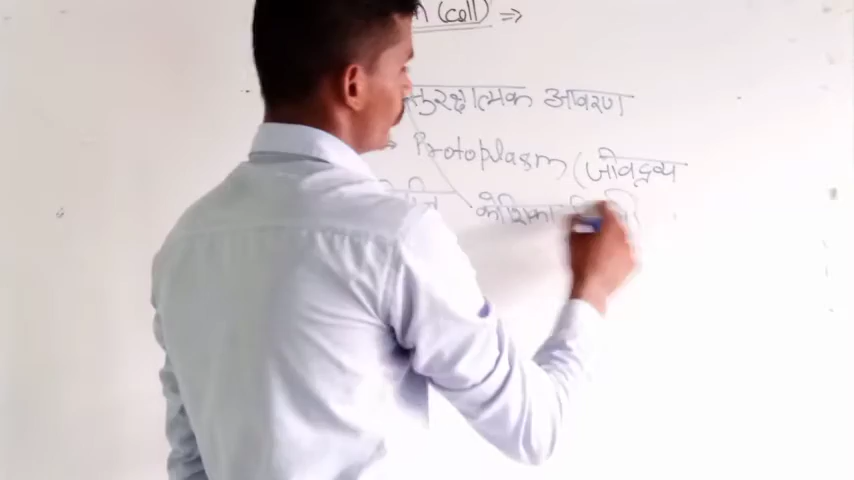 (cell) ⇒
सुरक्षात्मक आवरण
→ Protoplasm (जीवद्रव्य
कोशिका